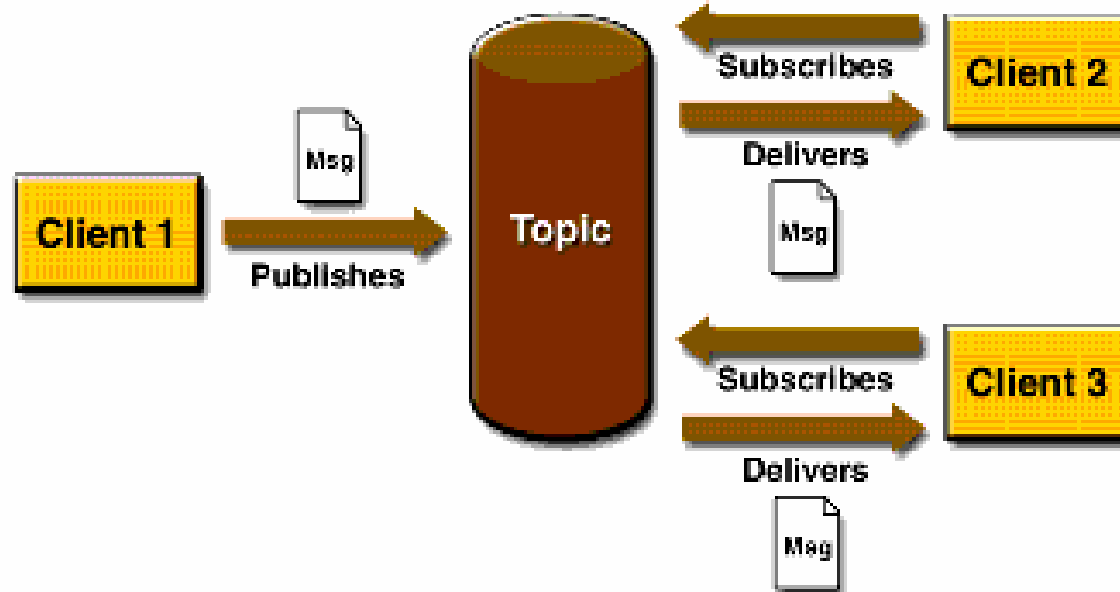 Msg
Client 1
Publishes
Topic
Subscribes
Client 2
Delivers
Msg
Subscribes
Client 3
Delivers
Msg